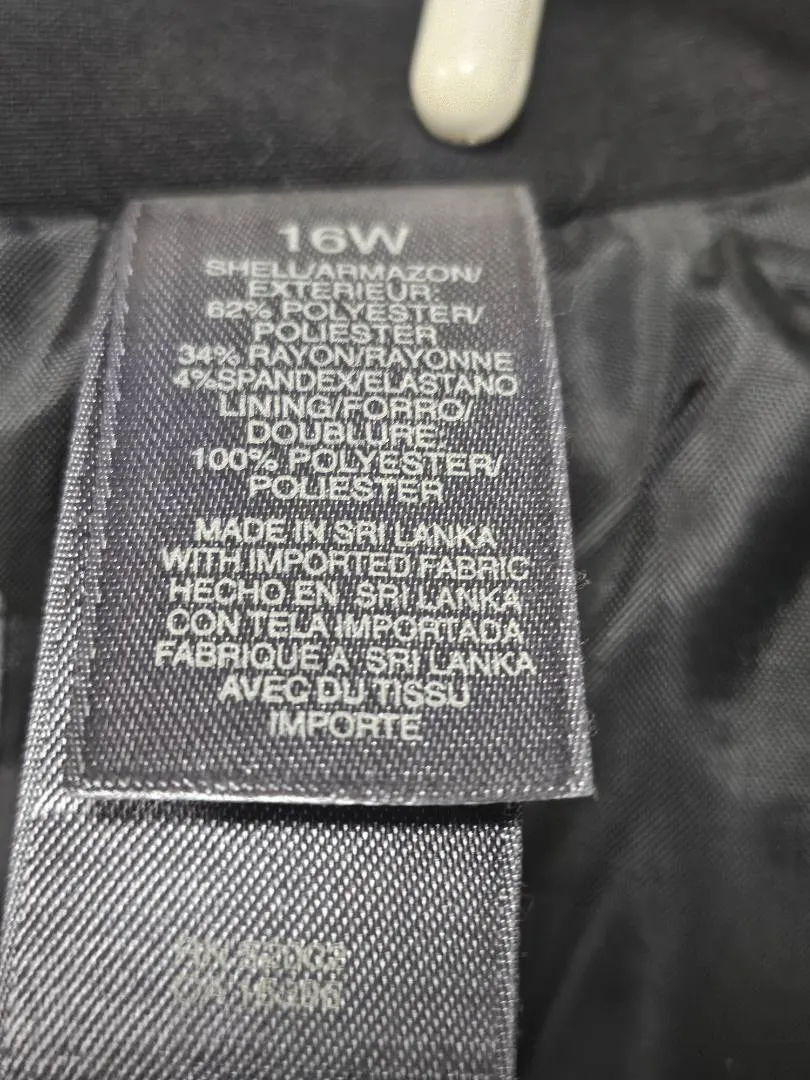 16W
SHELL/ARMAZON/
EXTERIEUR:
62% POLYESTER/
POLIESTER
34% RAYON/RAYONNE
4%SPANDEX/ELASTANO
LINING/FORRO/
DOUBLURE:
100% POLYESTER/
POLIESTER
MADE IN SRI LANKA
WITH IMPORTED FABRIC
HECHO EN SRI LANKA
CON TELA IMPORTADA
FABRIQUE A SRI LANKA
AVEC DU TISSU
IMPORTE
RN
CA